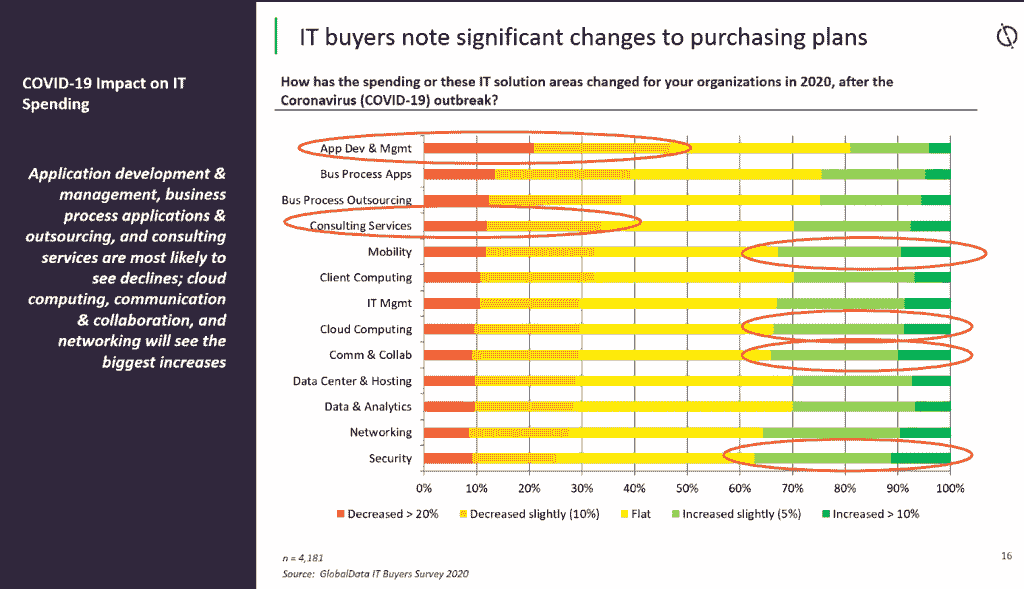 IT buyers note significant changes to purchasing plans
COVID-19 Impact on IT
Spending
Application development &
management, business
process applications &
outsourcing, and consulting
services are most likely to
see declines; cloud
computing, communication
& collaboration, and
networking will see the
biggest increases
How has the spending or these IT solution areas changed for your organizations in 2020, after the
Coronavirus (COVID-19) outbreak?
App Dev & Mgmt
Bus Process Apps
Bus Process Outsourcing
Consulting Services
Mobility
Client Computing
IT Mgmt
Cloud Computing
Comm & Collab
Data Center & Hosting
Data & Analytics
Networking
Security
0% 10% 20% 30% 40% 50% 60% 70% 80% 90% 100%
Decreased > 20% Decreased slightly (10%) Flat Increased slightly (5%) Increased > 10%
n = 4,181
Source: GlobalData IT Buyers Survey 2020
16